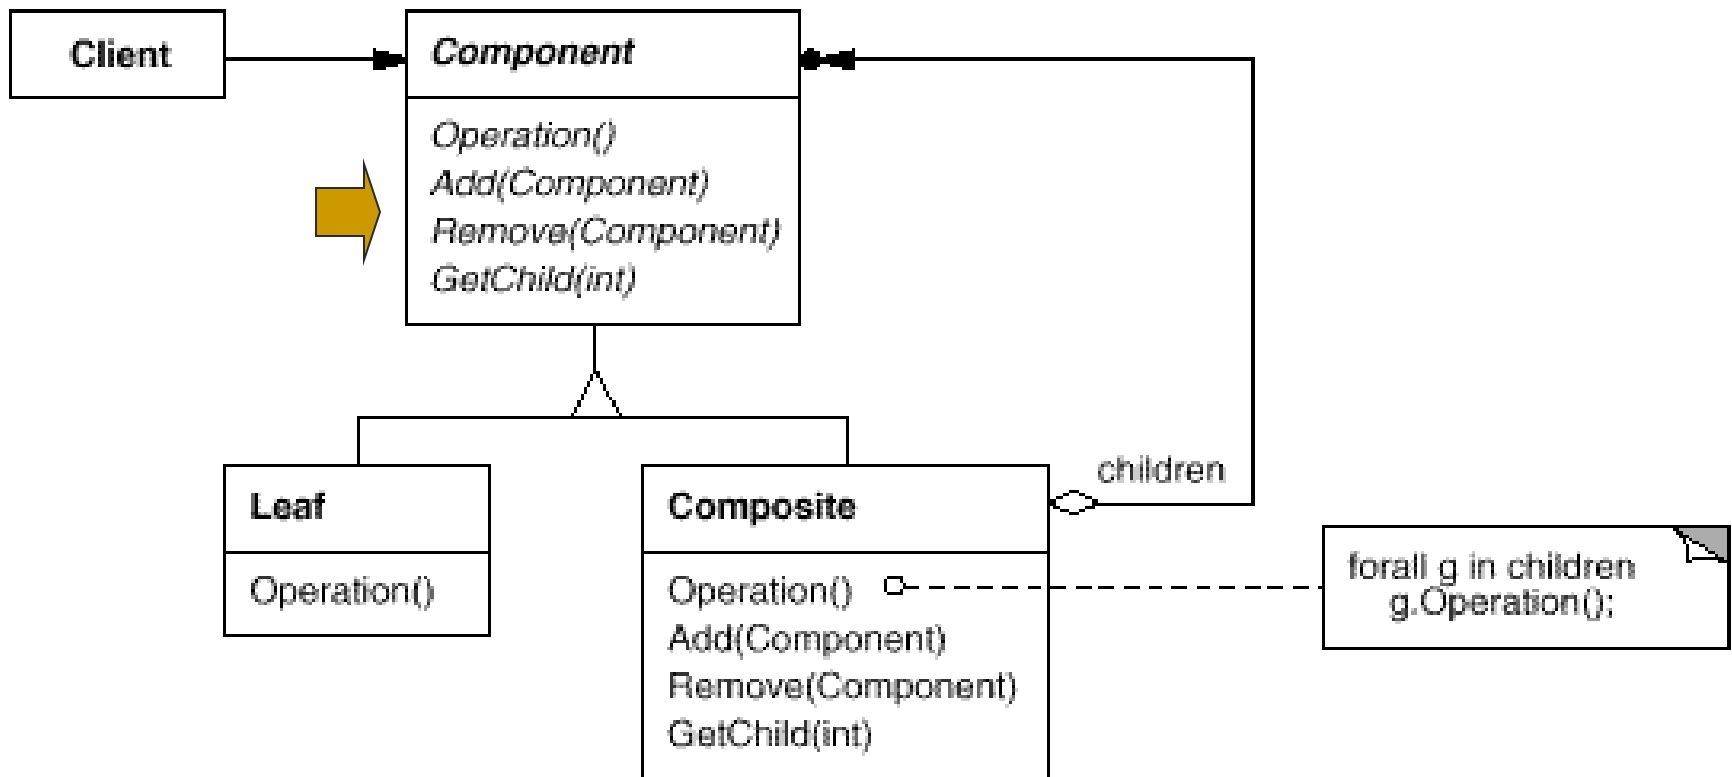 Client
Component
Operation()
Add(Component)
Remove(Component)
GetChild(int)
children
Leaf
Operation()
Composite
Operation()
Add(Component)
Remove(Component)
GetChild(int)
forall g in children
g.Operation();